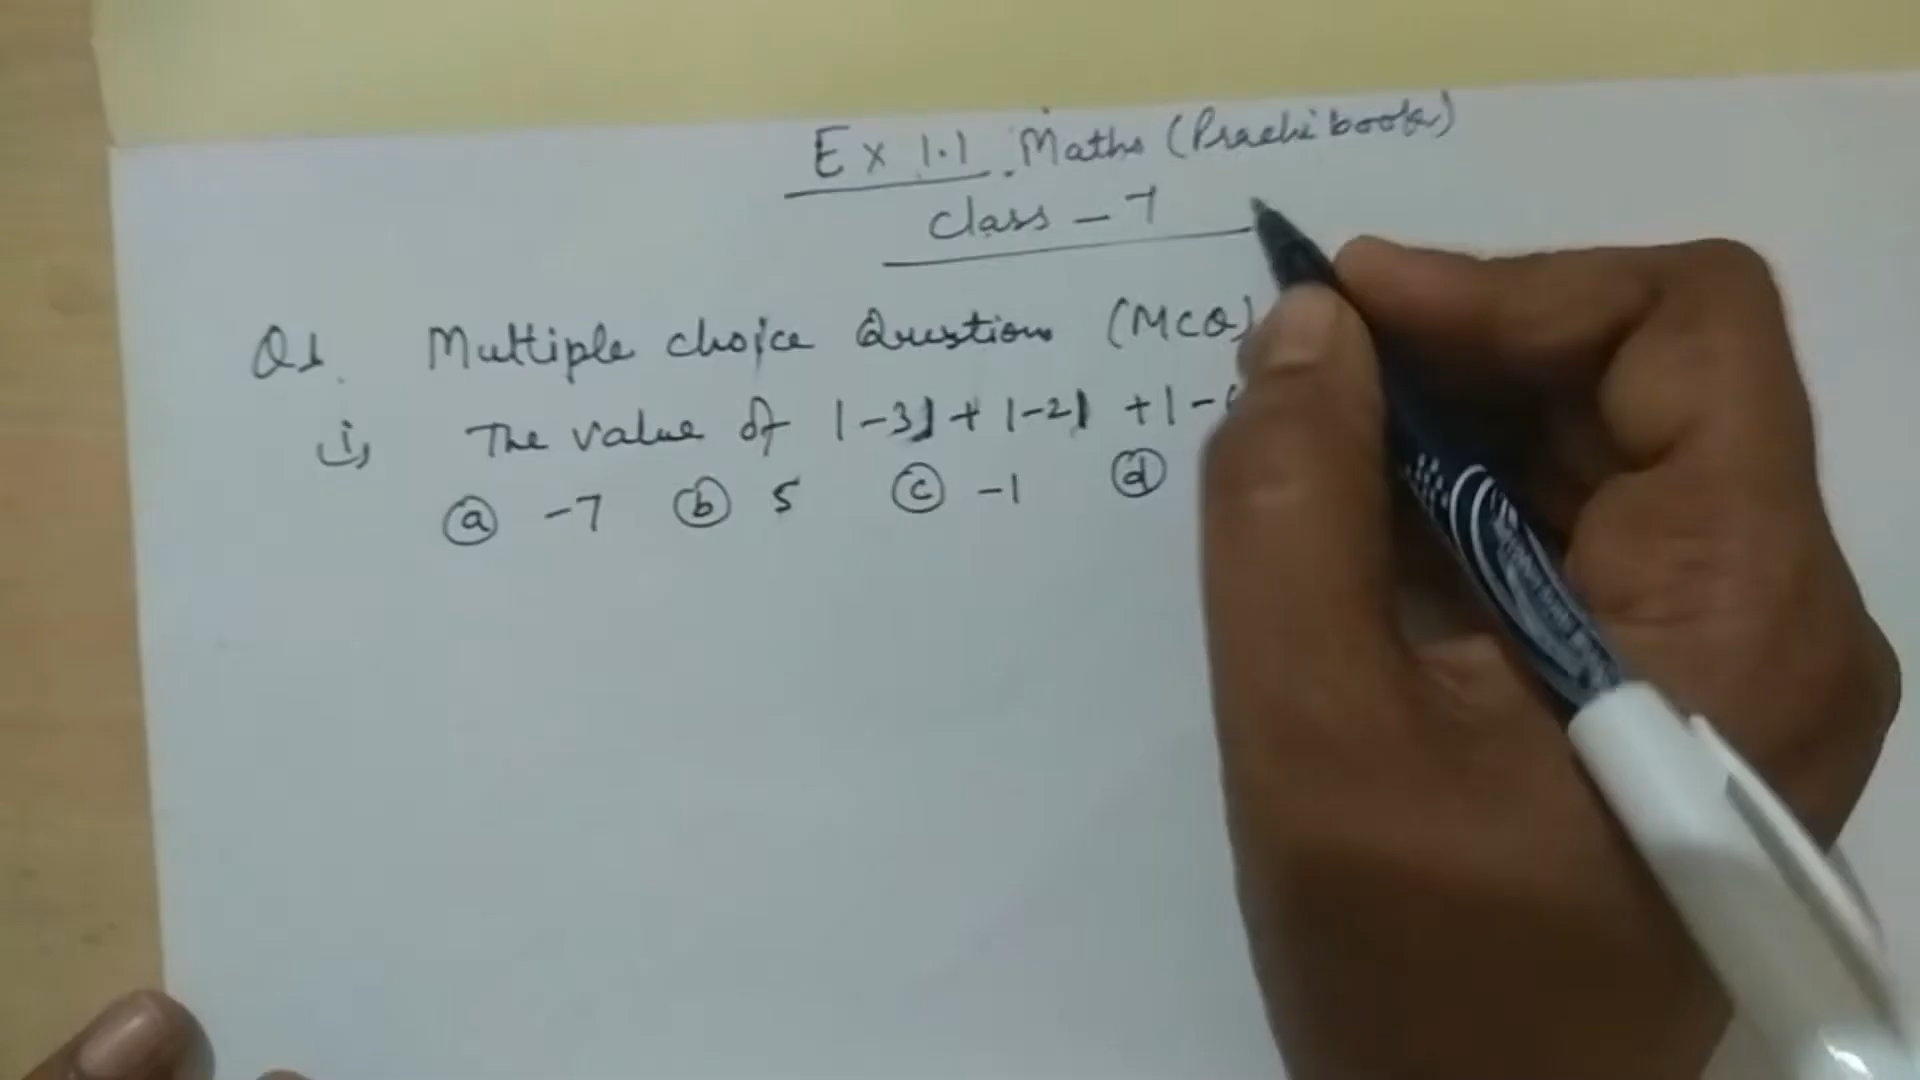 Ex 1.1 Maths (Prachi book)
Class - 7
Q1. Multiple choice Questions (MCQ)
i) The value of |-3| + |-2| + |-
ⓐ -7 ⓑ 5 ⓒ -1 ⓓ